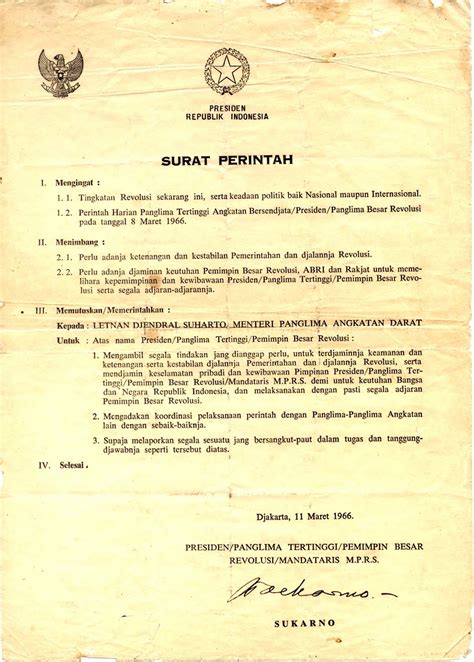 PRESIDEN
REPUBLIK INDONESIA
SURAT PERINTAH
I. Mengingat :
1. 1. Tingkatan Revolusi sekarang ini, serta keadaan politik baik Nasional maupun Internasional.
1. 2. Perintah Harian Panglima Tertinggi Angkatan Bersendjata/Presiden/Panglima Besar Revolusi
pada tanggal 8 Maret 1966.
II. Menimbang :
2. 1. Perlu adanja ketenangan dan kestabilan Pemerintahan dan djalannja Revolusi.
2. 2. Perlu adanja djaminan keutuhan Pemimpin Besar Revolusi, ABRI dan Rakjat untuk meme-
lihara kepemimpinan dan kewibawaan Presiden/Panglima Tertinggi/Pemimpin Besar Revo-
lusi serta segala adjaran-adjarannja.
III. Memutuskan/Memerintahkan :
Kepada : LETNAN DJENDRAL SUHARTO, MENTERI PANGLIMA ANGKATAN DARAT
Untuk : Atas nama Presiden/Panglima Tertinggi/Pemimpin Besar Revolusi :
1. Mengambil segala tindakan jang dianggap perlu, untuk terdjaminnja keamanan dan
ketenangan serta kestabilan djalannja Pemerintahan dan djalannja Revolusi, serta
mendjamin keselamatan pribadi dan kewibawaan Pimpinan Presiden/Panglima Ter-
tinggi/Pemimpin Besar Revolusi/Mandataris M.P.R.S. demi untuk keutuhan Bangsa
dan Negara Republik Indonesia, dan melaksanakan dengan pasti segala adjaran
Pemimpin Besar Revolusi.
2. Mengadakan koordinasi pelaksanaan perintah dengan Panglima-Panglima Angkatan
lain dengan sebaik-baiknja.
3. Supaja melaporkan segala sesuatu jang bersangkut-paut dalam tugas dan tanggung-
djawabnja seperti tersebut diatas.
IV. Selesai.
Djakarta, 11 Maret 1966.
PRESIDEN/PANGLIMA TERTINGGI/PEMIMPIN BESAR
REVOLUSI/MANDATARIS M.P.R.S.
Soekarno.-
SUKARNO